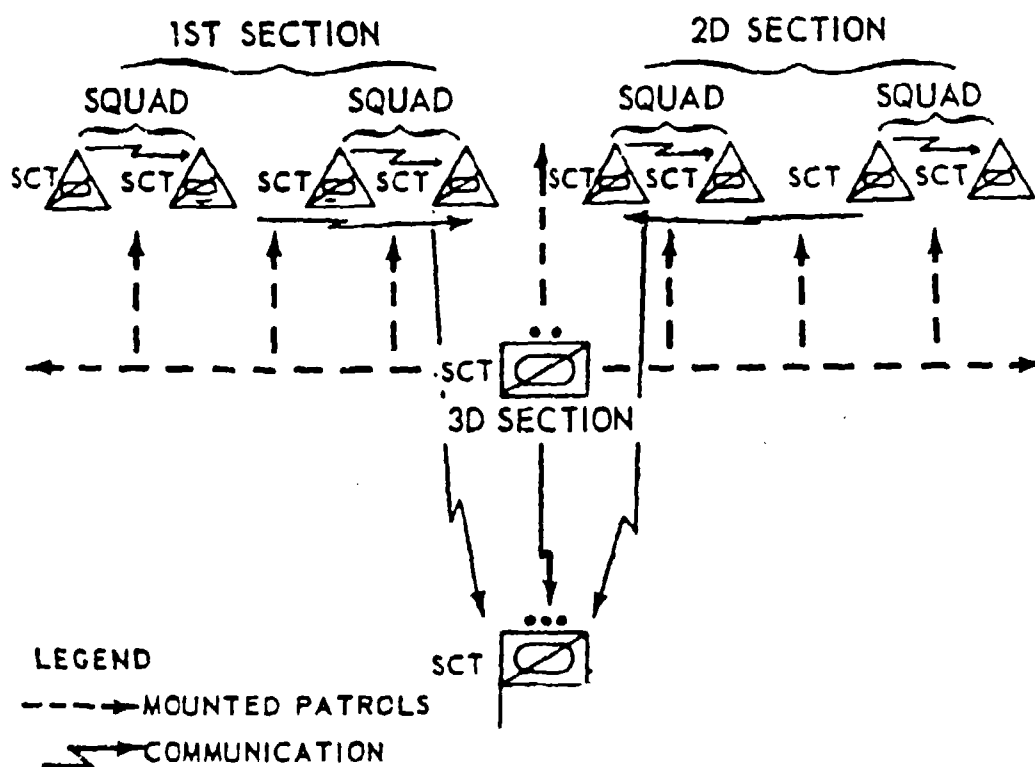 1ST SECTION 2D SECTION
SQUAD SQUAD SQUAD SQUAD
SCT SCT SCT SCT SCT SCT SCT SCT
SCT
3D SECTION
SCT
LEGEND
MOUNTED PATROLS
COMMUNICATION